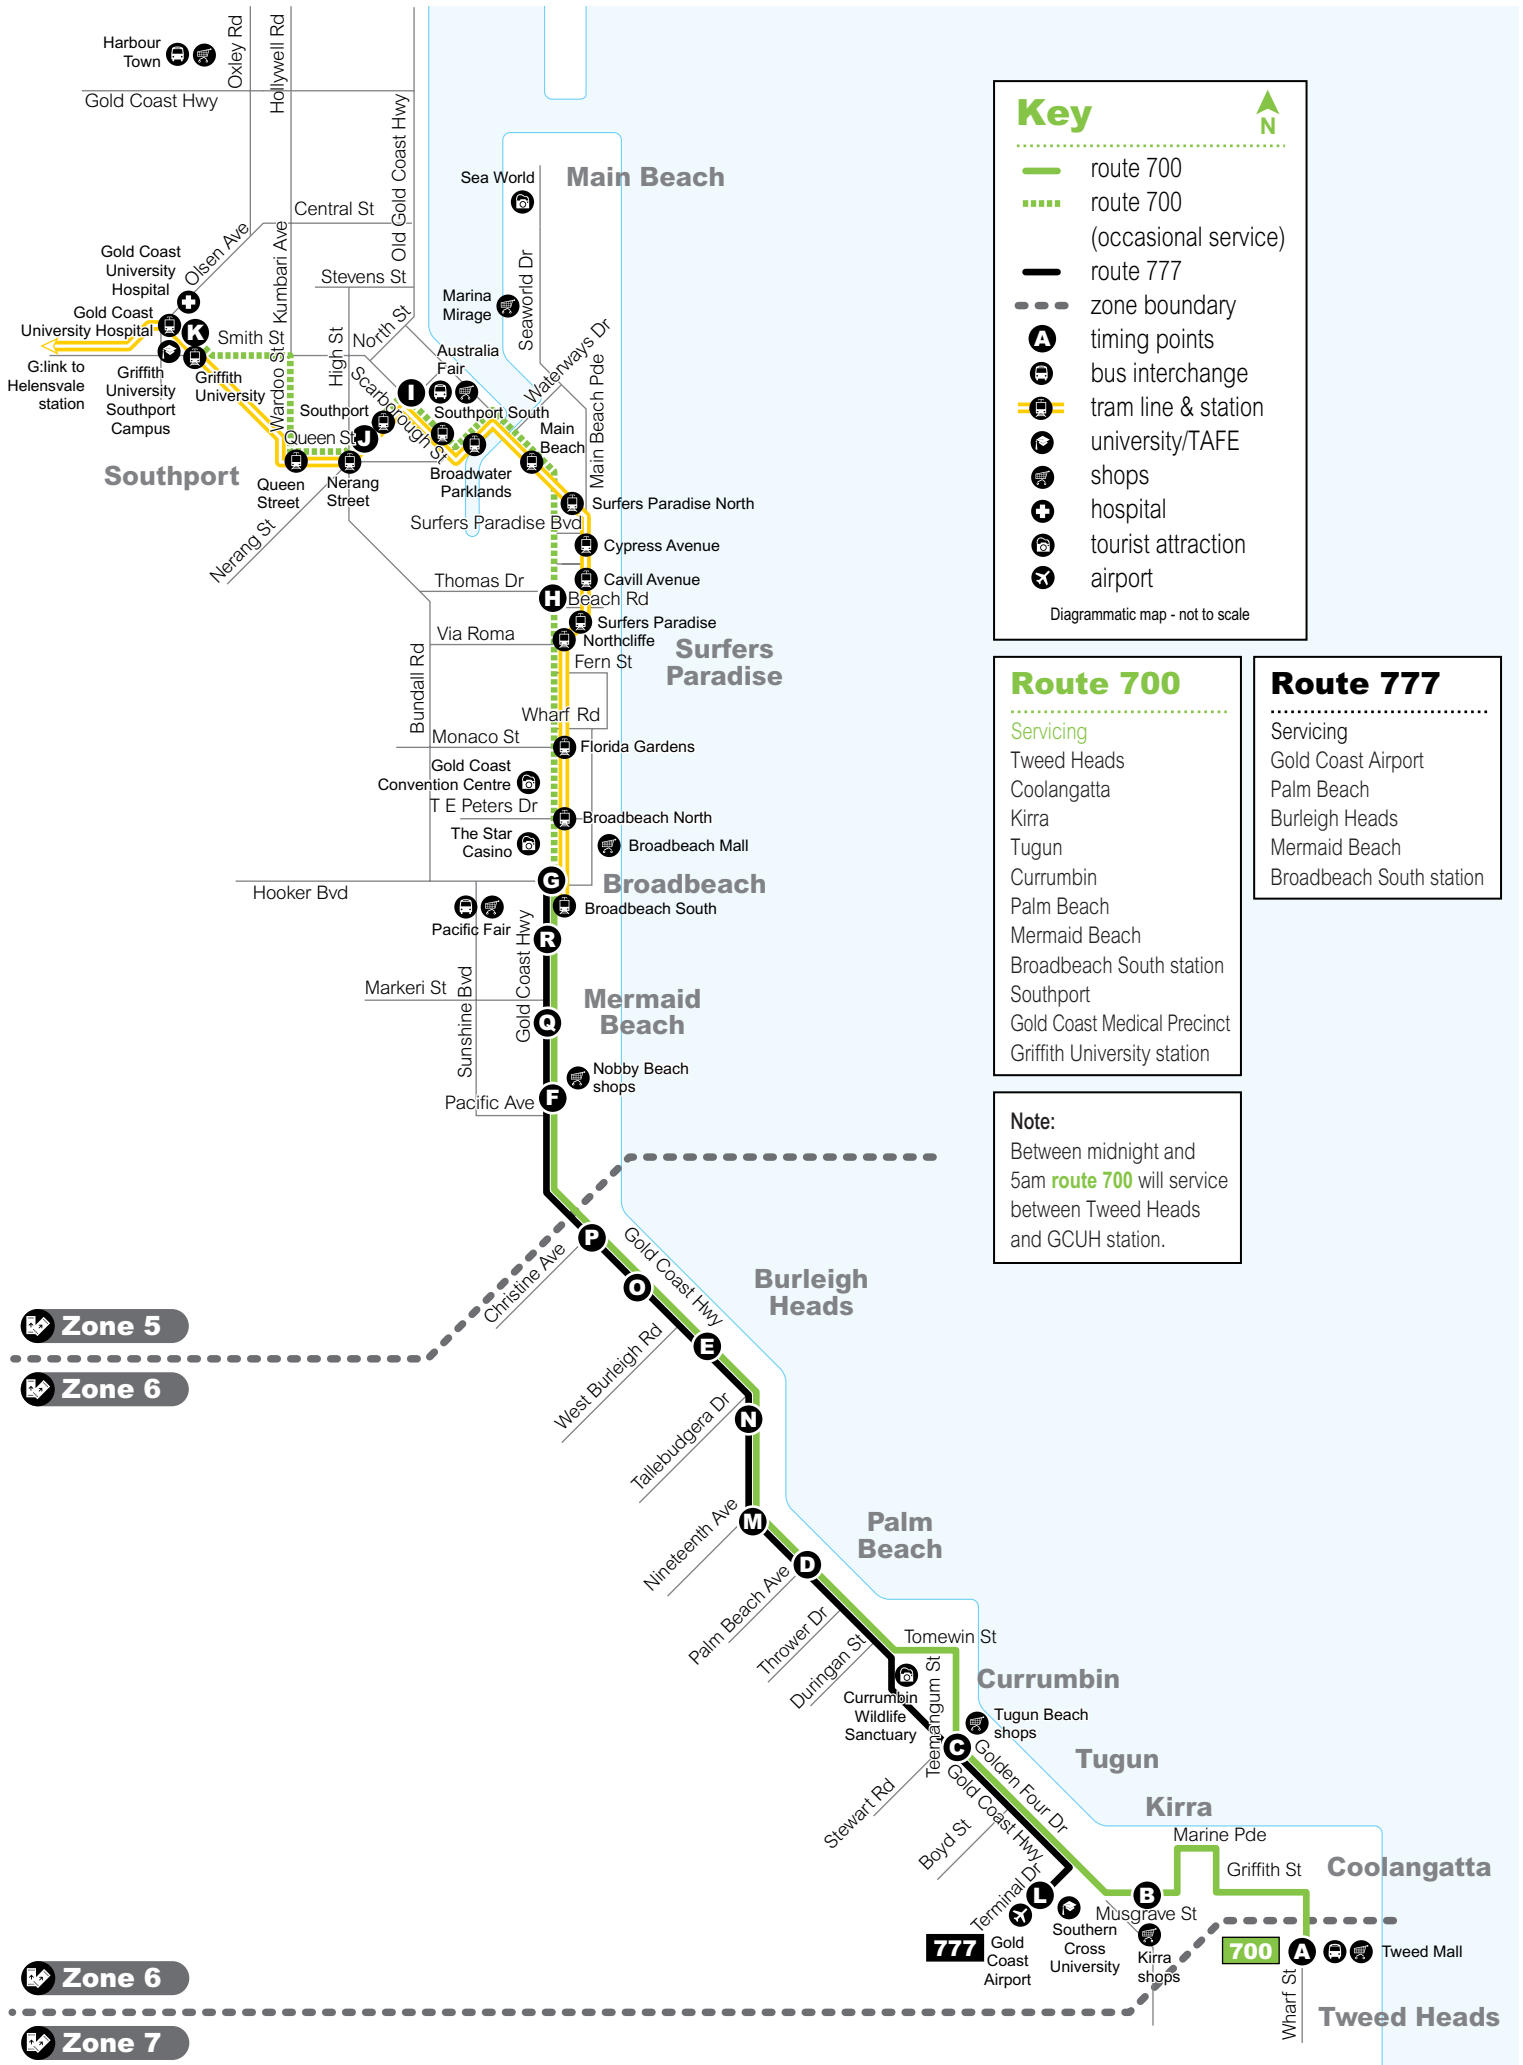 Harbour
Town
Oxley Rd
Hollywell Rd
Gold Coast Hwy
Old Gold Coast Hwy
Sea World
Main Beach
Central St
Olsen Ave
Kumbari Ave
Gold Coast
University
Hospital
Stevens St
Seaworld Dr
Marina
Mirage
Gold Coast
University Hospital
K
Smith St
High St
North St
Australia
Fair
Waterways Dr
G:link to
Helensvale
station
Griffith
University
Southport
Campus
Griffith
University
Wardoo St
Scarborough St
I
Southport
Southport South
Main
Beach
Main Beach Pde
Queen St
J
Southport
Queen
Street
Nerang
Street
Broadwater
Parklands
Surfers Paradise North
Nerang St
Surfers Paradise Bvd
Cypress Avenue
Thomas Dr
Cavill Avenue
H
Beach Rd
Surfers Paradise
Via Roma
Northcliffe
Surfers
Paradise
Fern St
Bundall Rd
Wharf Rd
Monaco St
Florida Gardens
Gold Coast
Convention Centre
T E Peters Dr
Broadbeach North
The Star
Casino
Broadbeach Mall
G
Broadbeach
Hooker Bvd
Broadbeach South
Pacific Fair
R
Gold Coast Hwy
Markeri St
Sunshine Bvd
Mermaid
Beach
Q
Nobby Beach
shops
Pacific Ave
F
P
Christine Ave
Gold Coast Hwy
O
Burleigh
Heads
Zone 5
Zone 6
West Burleigh Rd
E
Tallebudgera Dr
N
Nineteenth Ave
M
Palm
Beach
Palm Beach Ave
D
Thrower Dr
Duringan St
Tomewin St
Currumbin
Currumbin
Wildlife
Sanctuary
Teemangum St
Tugun Beach
shops
C
Tugun
Stewart Rd
Golden Four Dr
Gold Coast Hwy
Kirra
Boyd St
Marine Pde
Griffith St
Coolangatta
Terminal Dr
L
B
Musgrave St
777
Gold
Coast
Airport
Southern
Cross
University
Kirra
shops
700
A
Tweed Mall
Wharf St
Tweed Heads
Zone 6
Zone 7
Key
N
route 700
route 700
(occasional service)
route 777
zone boundary
A
timing points
bus interchange
tram line & station
university/TAFE
shops
hospital
tourist attraction
airport
Diagrammatic map - not to scale
Route 700
Servicing
Tweed Heads
Coolangatta
Kirra
Tugun
Currumbin
Palm Beach
Mermaid Beach
Broadbeach South station
Southport
Gold Coast Medical Precinct
Griffith University station
Route 777
Servicing
Gold Coast Airport
Palm Beach
Burleigh Heads
Mermaid Beach
Broadbeach South station
Note:
Between midnight and
5am route 700 will service
between Tweed Heads
and GCUH station.